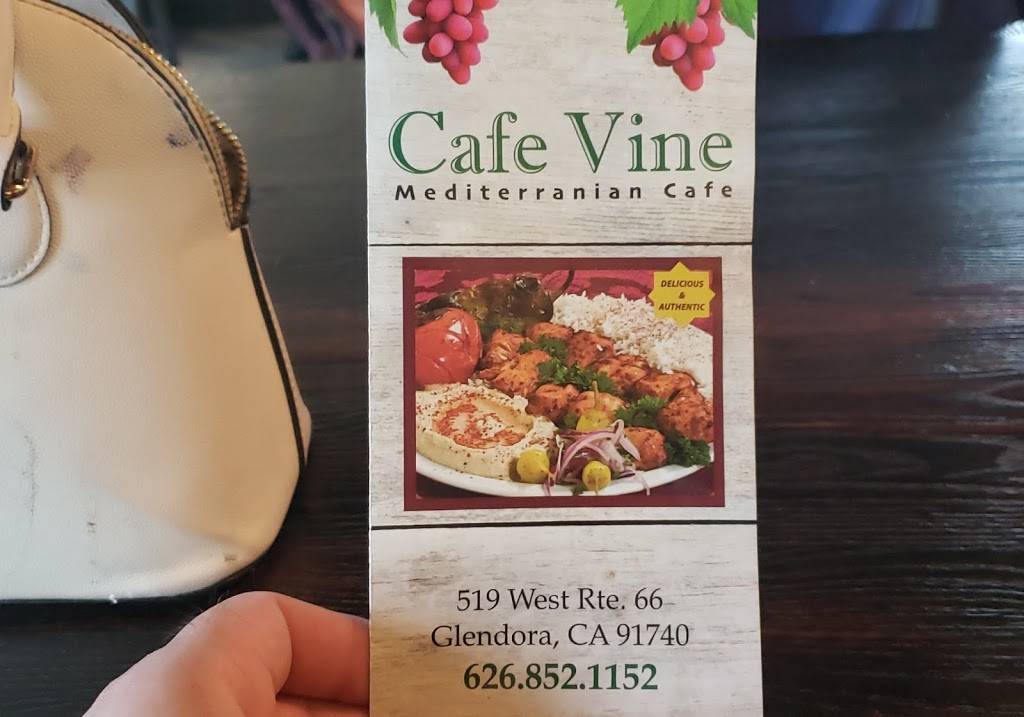 Cafe Vine
Mediterranian Cafe
DELICIOUS
&
AUTHENTIC
519 West Rte. 66
Glendora, CA 91740
626.852.1152